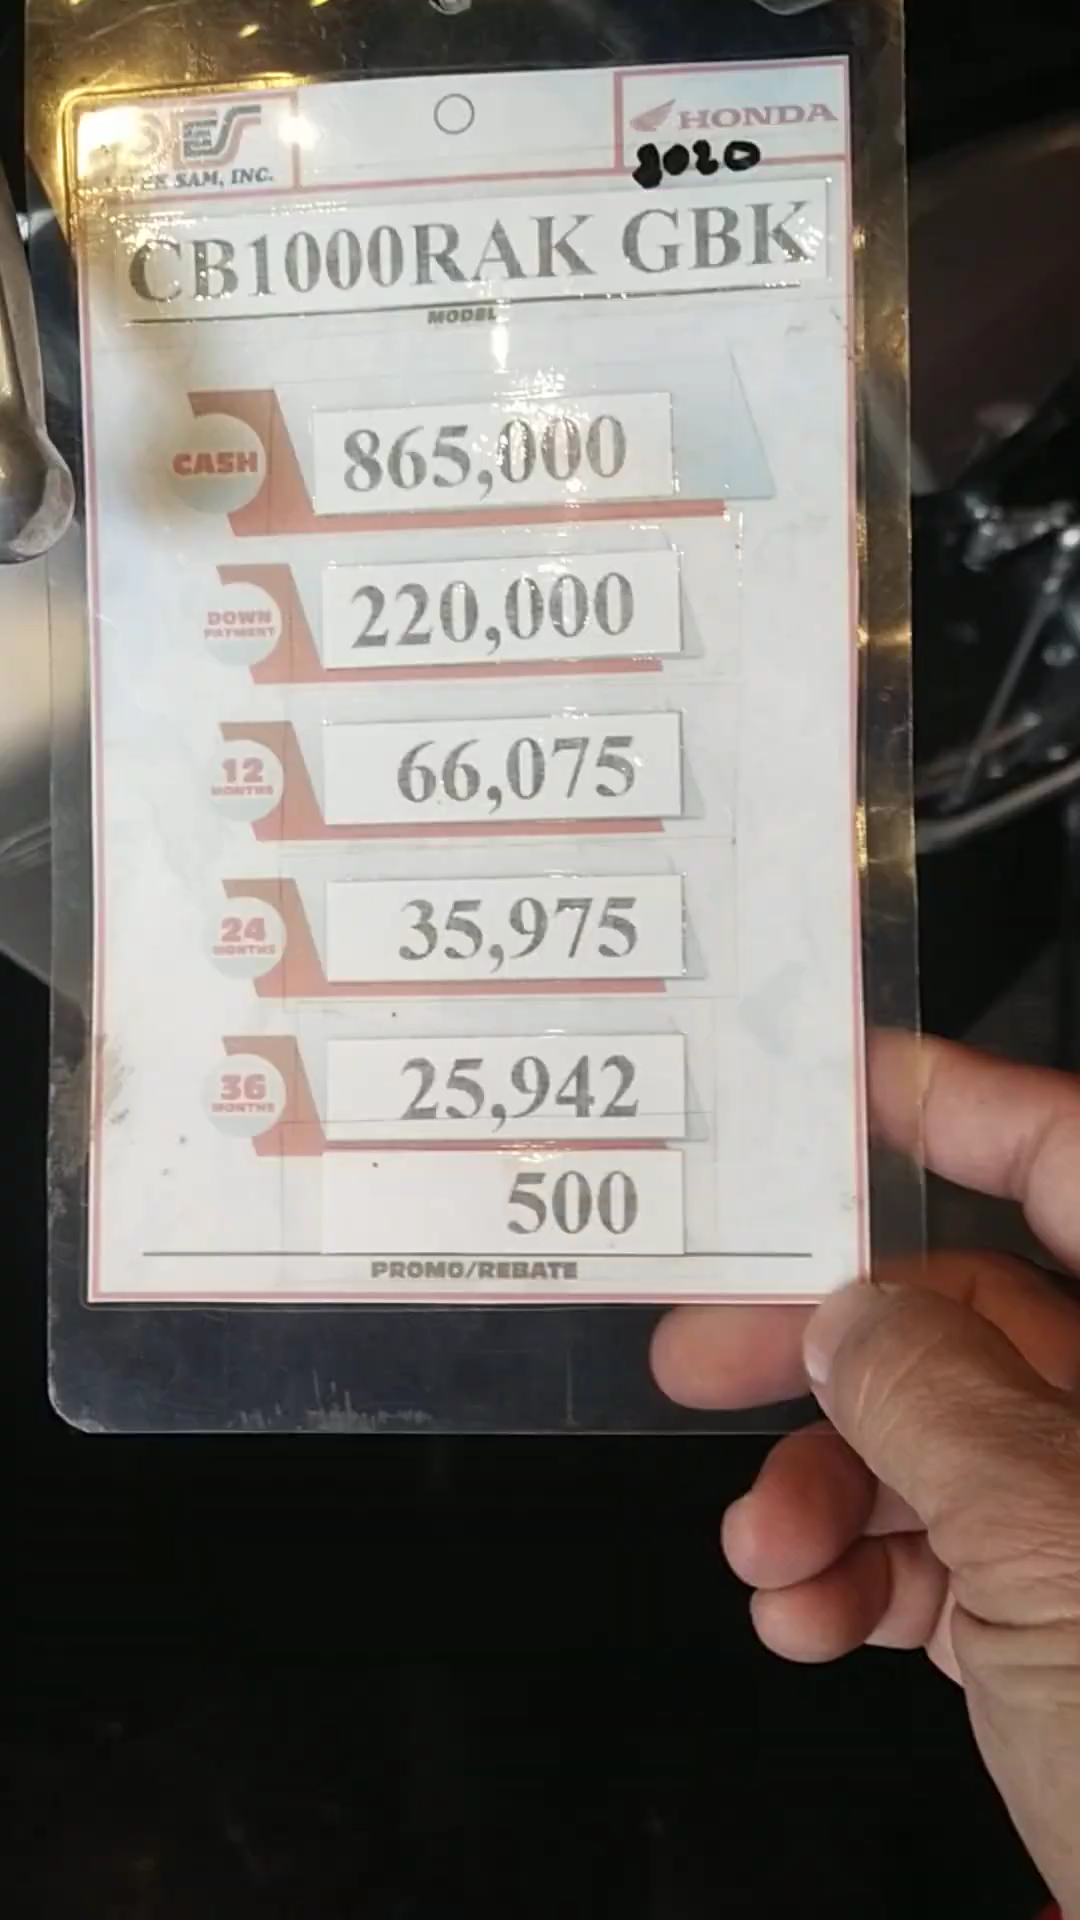 HONDA
SAM, INC.
2020
CB1000RAK GBK
MODEL
CASH
865,000
DOWN
PAYMENT
220,000
12
MONTHS
66,075
24
MONTHS
35,975
36
MONTHS
25,942
500
PROMO/REBATE